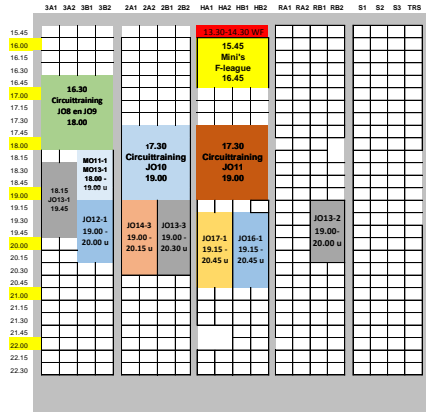 3A1 3A2 3B1 3B2 2A1 2A2 2B1 2B2 HA1 HA2 HB1 HB2 RA1 RA2 RB1 RB2 S1 S2 S3 TRS
15.45
16.00
16.15
16.30
16.45
17.00
17.15
17.30
17.45
18.00
18.15
18.30
18.45
19.00
19.15
19.30
19.45
20.00
20.15
20.30
20.45
21.00
21.15
21.30
21.45
22.00
22.15
22.30
16.30
Circuittraining
JO8 en JO9
18.00
MO11-1
MO13-1
18.00 -
19.00 u
18.15
JO13-1
19.45
JO12-1
19.00 -
20.00 u
17.30
Circuittraining
JO10
19.00
JO14-3
19.00 -
20.15 u
JO13-3
19.00 -
20.30 u
13.30-14.30 WF
15.45
Mini's
F-league
16.45
17.30
Circuittraining
JO11
19.00
JO17-1
19.15 -
20.45 u
JO16-1
19.15 -
20.45 u
JO13-2
19.00-
20.00 u